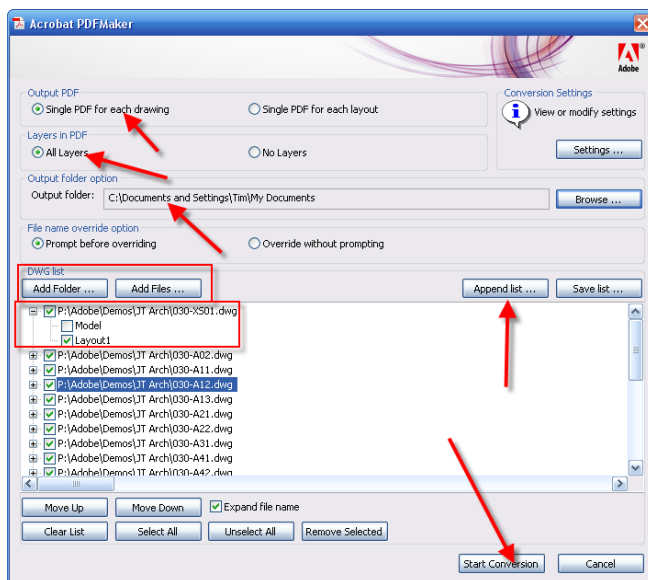 Acrobat PDFMaker
Adobe
Output PDF
Single PDF for each drawing
Single PDF for each layout
Conversion Settings
View or modify settings
Settings ...
Layers in PDF
All Layers
No Layers
Output folder option
Output folder:
C:\Documents and Settings\Tim\My Documents
Browse ...
File name override option
Prompt before overriding
Override without prompting
DWG list
Add Folder ...
Add Files ...
Append list ...
Save list ...
P:\Adobe\Demos\JT Arch\030-XS01.dwg
Model
Layout1
P:\Adobe\Demos\JT Arch\030-A02.dwg
P:\Adobe\Demos\JT Arch\030-A11.dwg
P:\Adobe\Demos\JT Arch\030-A12.dwg
P:\Adobe\Demos\JT Arch\030-A13.dwg
P:\Adobe\Demos\JT Arch\030-A21.dwg
P:\Adobe\Demos\JT Arch\030-A22.dwg
P:\Adobe\Demos\JT Arch\030-A31.dwg
P:\Adobe\Demos\JT Arch\030-A41.dwg
P:\Adobe\Demos\JT Arch\030-A42.dwg
Move Up
Move Down
Expand file name
Clear List
Select All
Unselect All
Remove Selected
Start Conversion
Cancel